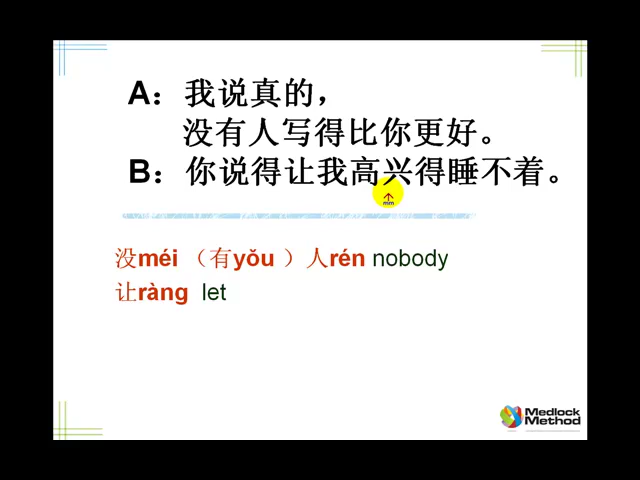 A：我说真的，
没有人写得比你更好。
B：你说得让我高兴得睡不着。
mm
没méi （有yǒu ）人rén nobody
让ràng let
Medlock
Method